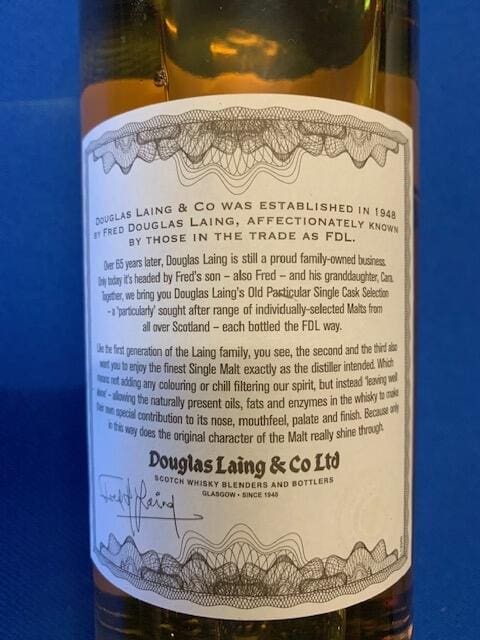 DOUGLAS LAING & CO WAS ESTABLISHED IN 1948
BY FRED DOUGLAS LAING, AFFECTIONATELY KNOWN
BY THOSE IN THE TRADE AS FDL.
Over 65 years later, Douglas Laing is still a proud family-owned business.
Only today it's headed by Fred's son – also Fred – and his granddaughter, Cara.
Together, we bring you Douglas Laing's Old Particular Single Cask Selection
– a 'particularly' sought after range of individually-selected Malts from
all over Scotland – each bottled the FDL way.
Like the first generation of the Laing family, you see, the second and the third also
want you to enjoy the finest Single Malt exactly as the distiller intended. Which
means not adding any colouring or chill filtering our spirit, but instead 'leaving well
alone' – allowing the naturally present oils, fats and enzymes in the whisky to make
their own special contribution to its nose, mouthfeel, palate and finish. Because only
in this way does the original character of the Malt really shine through.
Douglas Laing & Co Ltd
SCOTCH WHISKY BLENDERS AND BOTTLERS
GLASGOW • SINCE 1948
Fred H Laing